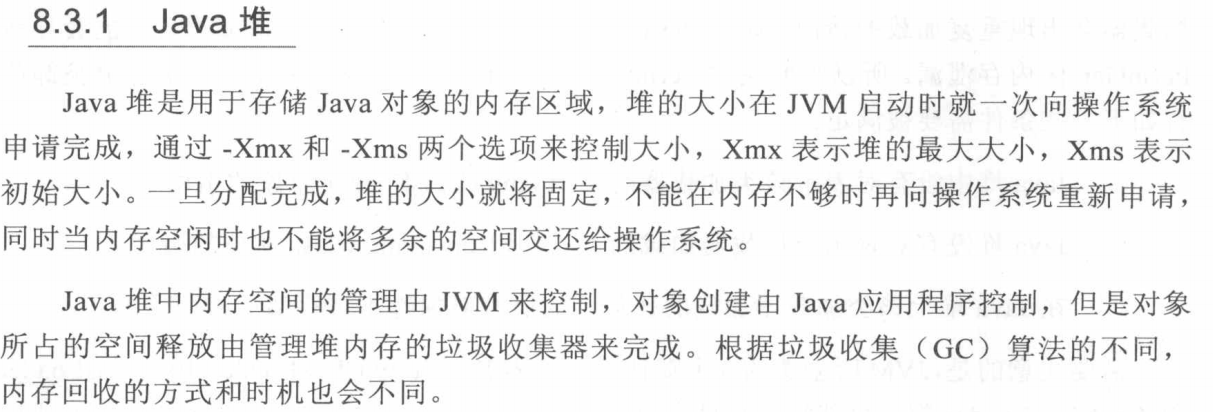 8.3.1 Java 堆
Java 堆是用于存储 Java 对象的内存区域，堆的大小在 JVM 启动时就一次向操作系统
申请完成，通过 -Xmx 和 -Xms 两个选项来控制大小，Xmx 表示堆的最大大小，Xms 表示
初始大小。一旦分配完成，堆的大小就将固定，不能在内存不够时再向操作系统重新申请，
同时当内存空闲时也不能将多余的空间交还给操作系统。
Java 堆中内存空间的管理由 JVM 来控制，对象创建由 Java 应用程序控制，但是对象
所占的空间释放由管理堆内存的垃圾收集器来完成。根据垃圾收集（GC）算法的不同，
内存回收的方式和时机也会不同。